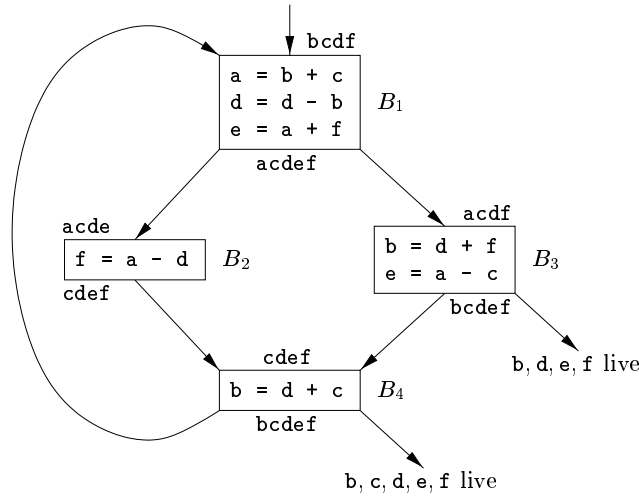 bcdf
a = b + c
d = d - b
e = a + f
B₁
acdef
acde
f = a - d
B₂
cdef
acdf
b = d + f
e = a - c
B₃
bcdef
b, d, e, f live
cdef
b = d + c
B₄
bcdef
b, c, d, e, f live